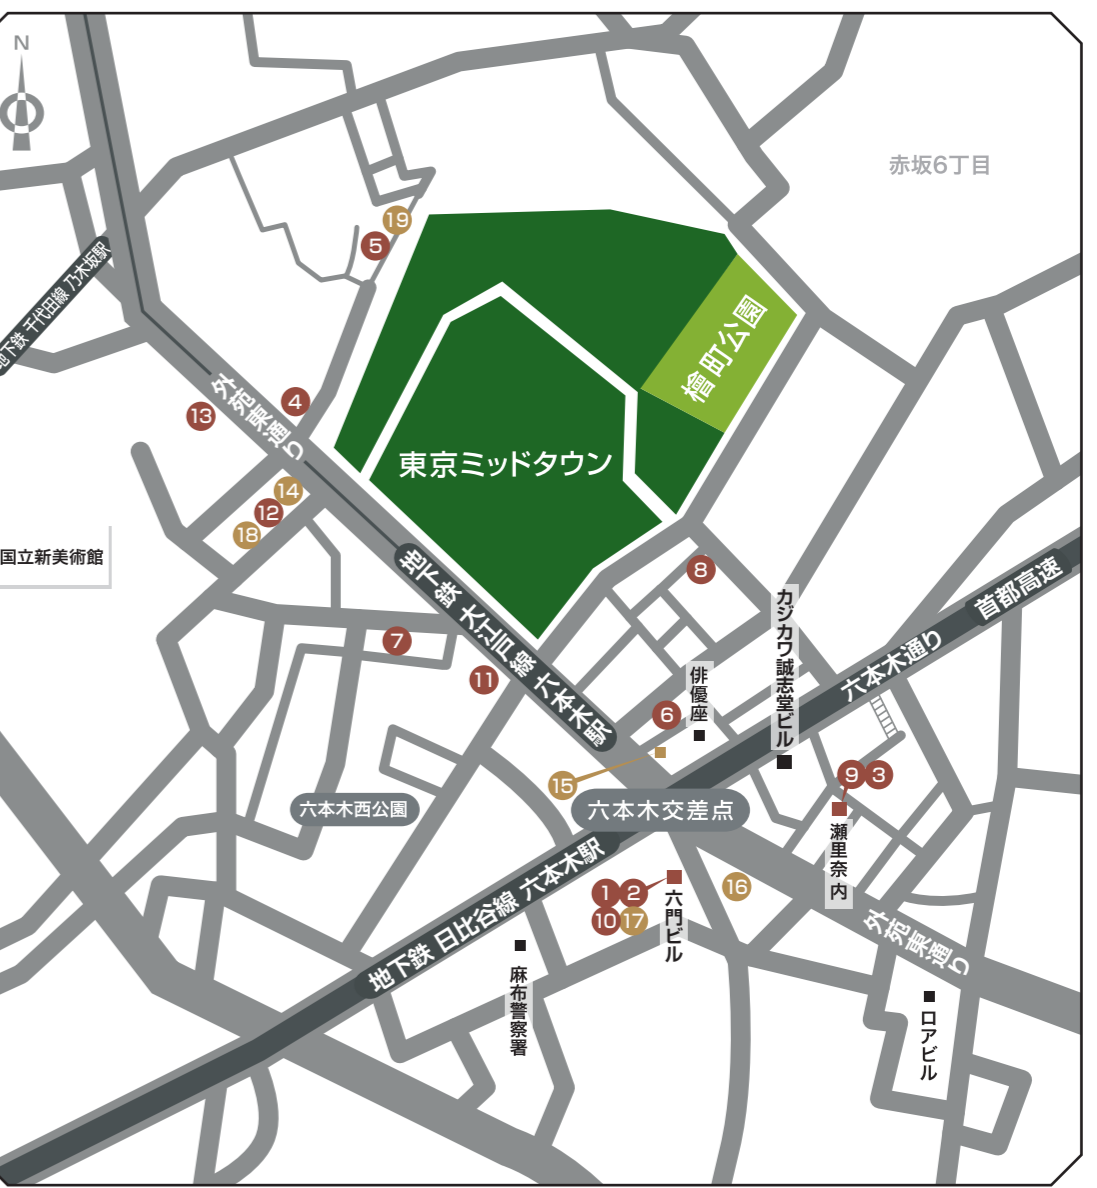 N
赤坂6丁目
19
5
地下鉄 千代田線 乃木坂駅
檜町公園
外苑東通り
4
13
東京ミッドタウン
14
12
18
国立新美術館
地下鉄 大江戸線 六本木駅
8
首都高速
カジカワ誠志堂ビル
六本木通り
7
11
俳優座
6
15
9
3
六本木西公園
六本木交差点
瀬里奈内
地下鉄 日比谷線 六本木駅
1
2
10
17
六門ビル
16
外苑東通り
麻布警察署
ロアビル